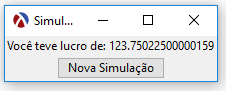 Simul...
Você teve lucro de: 123.75022500000159
Nova Simulação